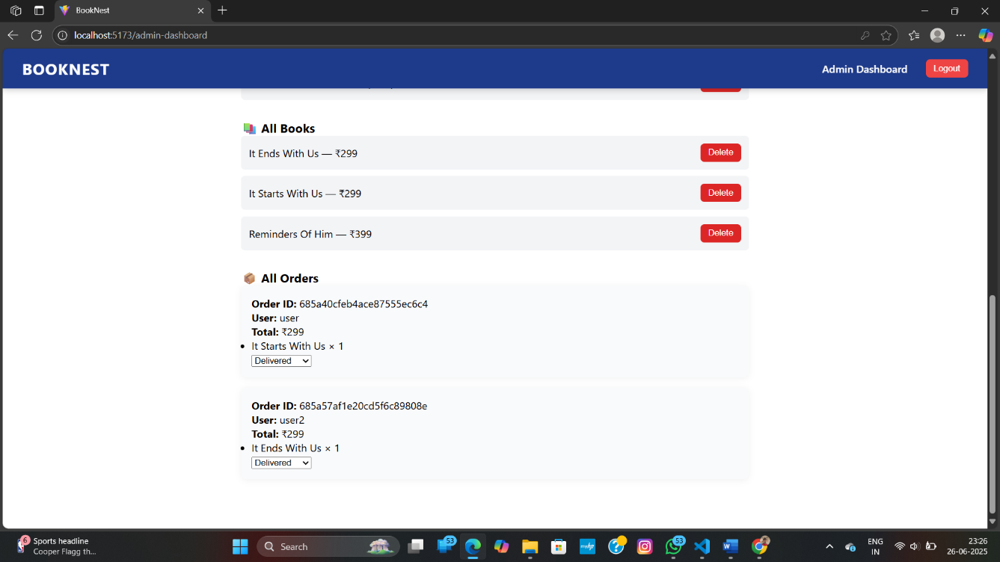 BookNest
localhost:5173/admin-dashboard
BOOKNEST
Admin Dashboard
Logout
All Books
It Ends With Us — ₹299
Delete
It Starts With Us — ₹299
Delete
Reminders Of Him — ₹399
Delete
All Orders
Order ID: 685a40cfeb4ace87555ec6c4
User: user
Total: ₹299
• It Starts With Us × 1
Delivered
Order ID: 685a57af1e20cd5f6c89808e
User: user2
Total: ₹299
• It Ends With Us × 1
Delivered
6
Sports headline
Cooper Flagg th...
Search
53
myhp
?
53
W
ENG
IN
23:26
26-06-2025